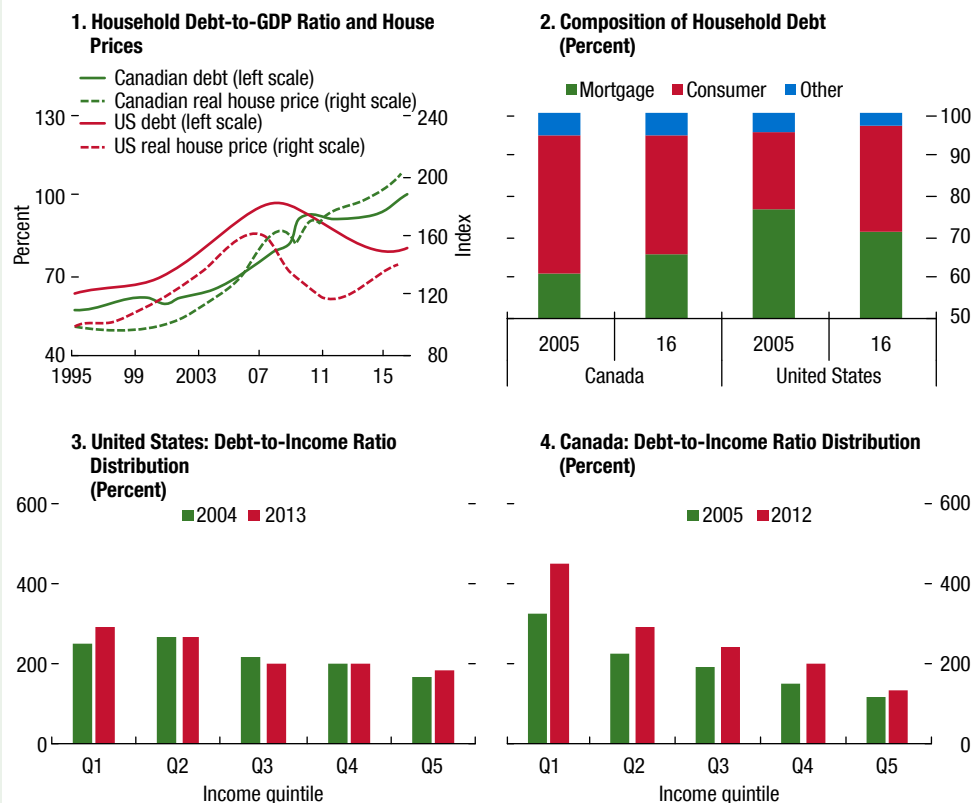 1. Household Debt-to-GDP Ratio and House
Prices
Canadian debt (left scale)
Canadian real house price (right scale)
US debt (left scale)
US real house price (right scale)
130
100
70
40
Percent
240
200
160
120
80
Index
1995 99 2003 07 11 15
2. Composition of Household Debt
(Percent)
Mortgage Consumer Other
100
90
80
70
60
50
2005 16 2005 16
Canada United States
3. United States: Debt-to-Income Ratio
Distribution
(Percent)
2004 2013
600
400
200
0
Q1 Q2 Q3 Q4 Q5
Income quintile
4. Canada: Debt-to-Income Ratio Distribution
(Percent)
2005 2012
600
400
200
0
Q1 Q2 Q3 Q4 Q5
Income quintile